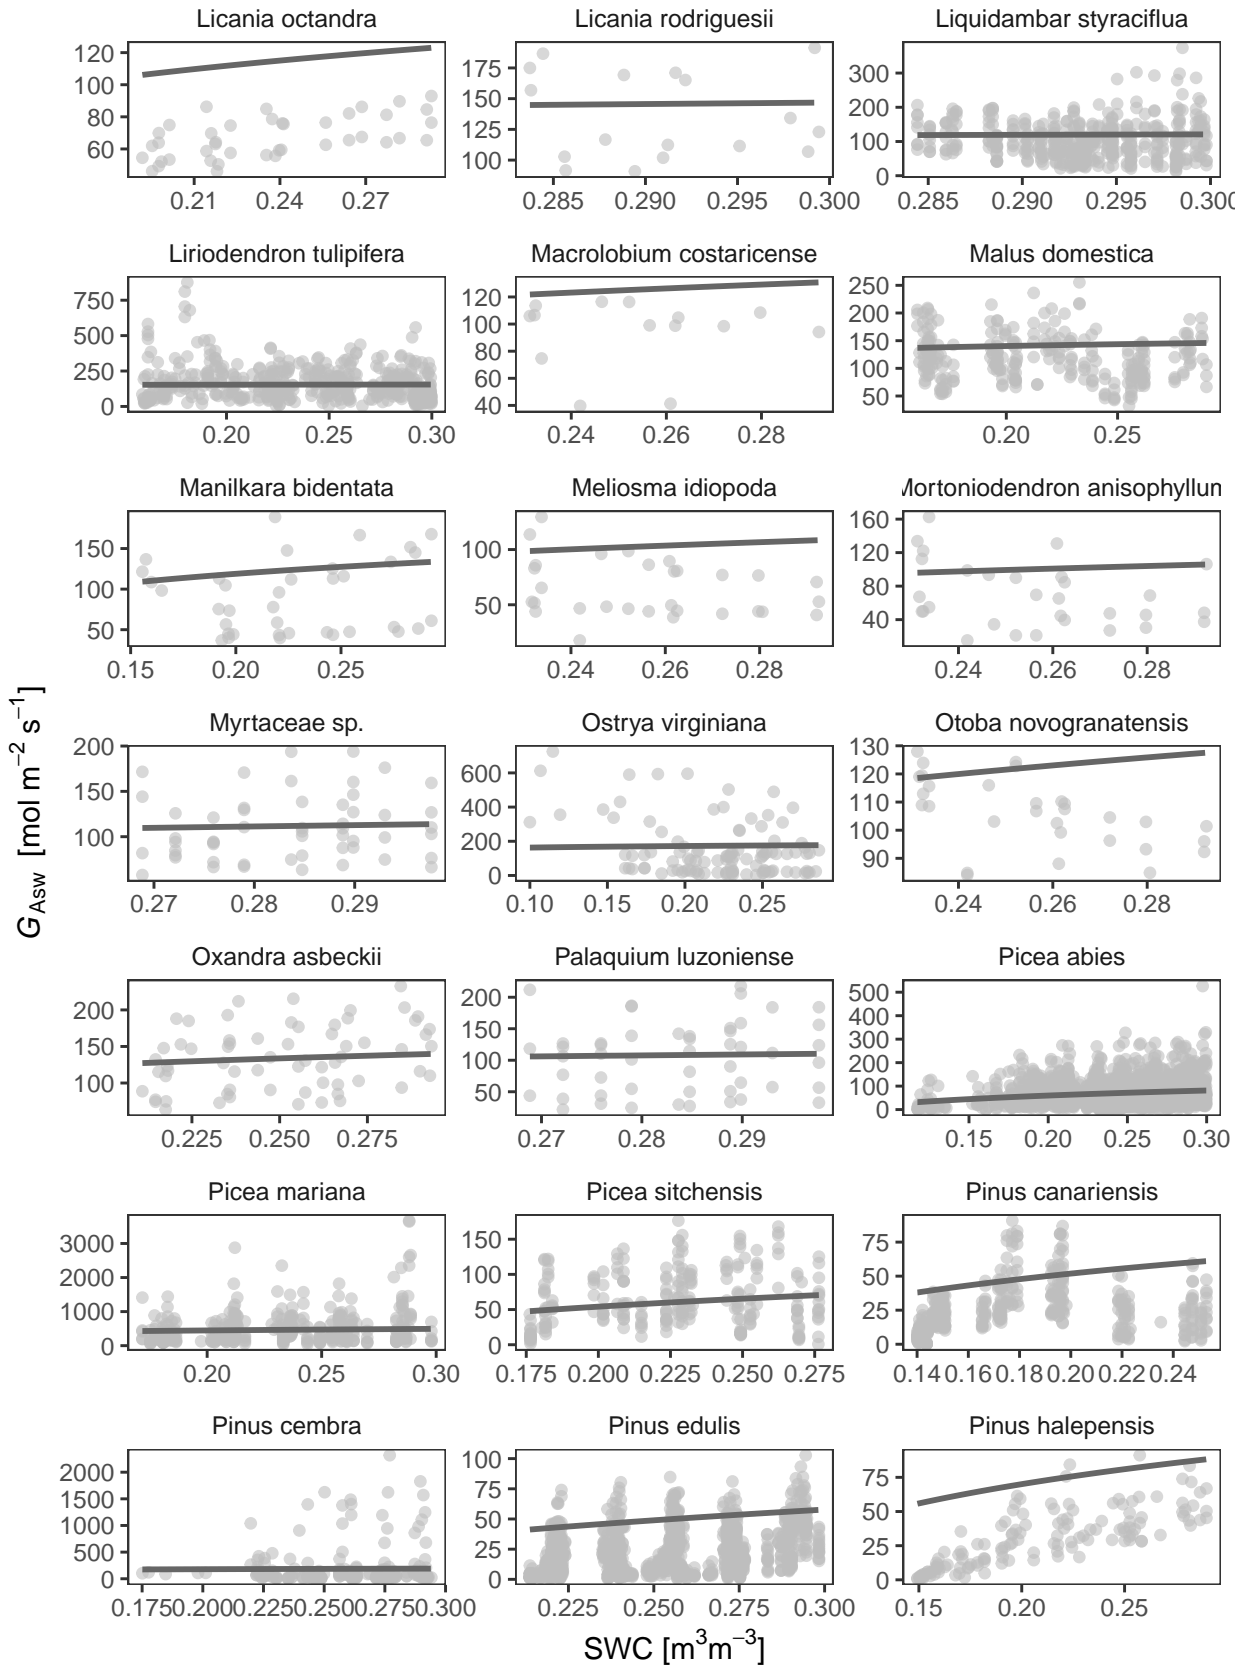 Licania octandra
Licania rodriguesii
Liquidambar styraciflua
120
100
80
60
0.21 0.24 0.27
175
150
125
100
0.285 0.290 0.295 0.300
300
200
100
0
0.285 0.290 0.295 0.300
Liriodendron tulipifera
Macrolobium costaricense
Malus domestica
750
500
250
0
0.20 0.25 0.30
120
100
80
60
40
0.24 0.26 0.28
250
200
150
100
50
0.20 0.25
Manilkara bidentata
Meliosma idiopoda
Mortoniodendron anisophyllum
150
100
50
0.15 0.20 0.25
100
50
0.24 0.26 0.28
160
120
80
40
0.24 0.26 0.28
Myrtaceae sp.
Ostrya virginiana
Otoba novogranatensis
200
150
100
0.27 0.28 0.29
600
400
200
0
0.10 0.15 0.20 0.25
130
120
110
100
90
0.24 0.26 0.28
Oxandra asbeckii
Palaquium luzoniense
Picea abies
200
150
100
0.225 0.250 0.275
200
150
100
50
0.27 0.28 0.29
500
400
300
200
100
0
0.15 0.20 0.25 0.30
Picea mariana
Picea sitchensis
Pinus canariensis
3000
2000
1000
0
0.20 0.25 0.30
150
100
50
0
0.175 0.200 0.225 0.250 0.275
75
50
25
0
0.14 0.16 0.18 0.20 0.22 0.24
Pinus cembra
Pinus edulis
Pinus halepensis
2000
1500
1000
500
0
0.175 0.200 0.225 0.250 0.275 0.300
100
75
50
25
0
0.225 0.250 0.275 0.300
75
50
25
0
0.15 0.20 0.25
G_Asw [mol m⁻² s⁻¹]
SWC [m³m⁻³]